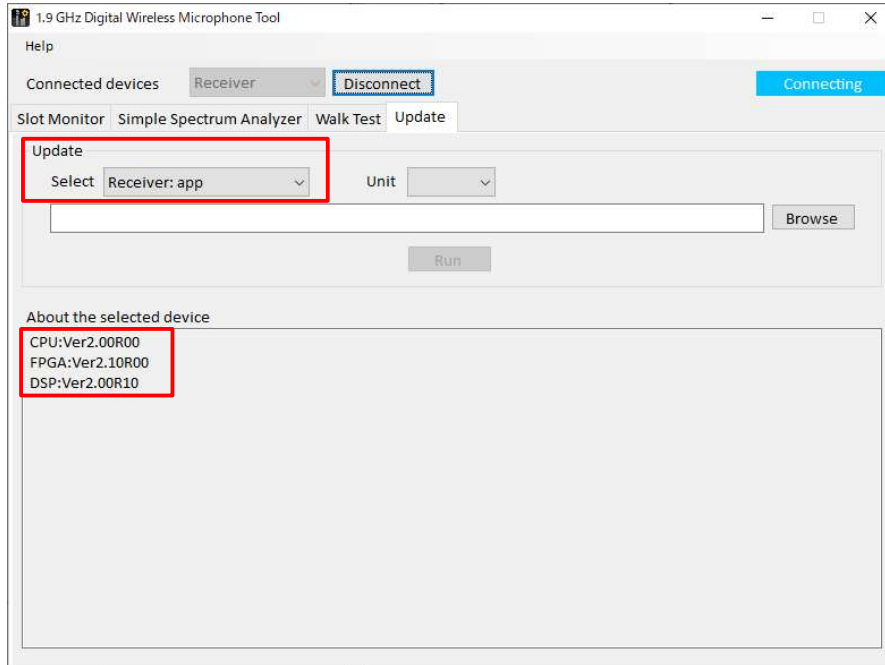 1.9 GHz Digital Wireless Microphone Tool
Help
Connected devices Receiver Disconnect Connecting
Slot Monitor Simple Spectrum Analyzer Walk Test Update
Update
Select Receiver: app Unit
Browse
Run
About the selected device
CPU:Ver2.00R00
FPGA:Ver2.10R00
DSP:Ver2.00R10